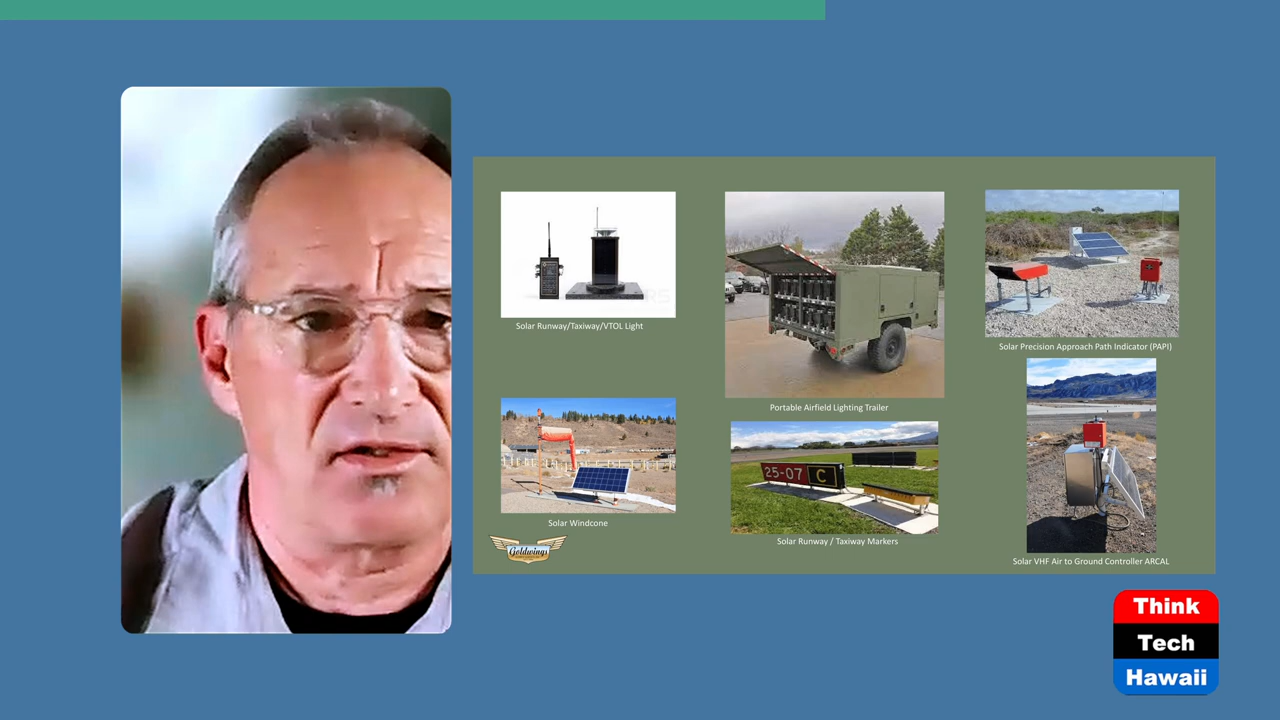 Solar Runway/Taxiway/VTOL Light
Portable Airfield Lighting Trailer
Solar Precision Approach Path Indicator (PAPI)
25-07 C
Solar Windcone
Solar Runway / Taxiway Markers
Solar VHF Air to Ground Controller ARCAL
Goldwings
Think
Tech
Hawaii